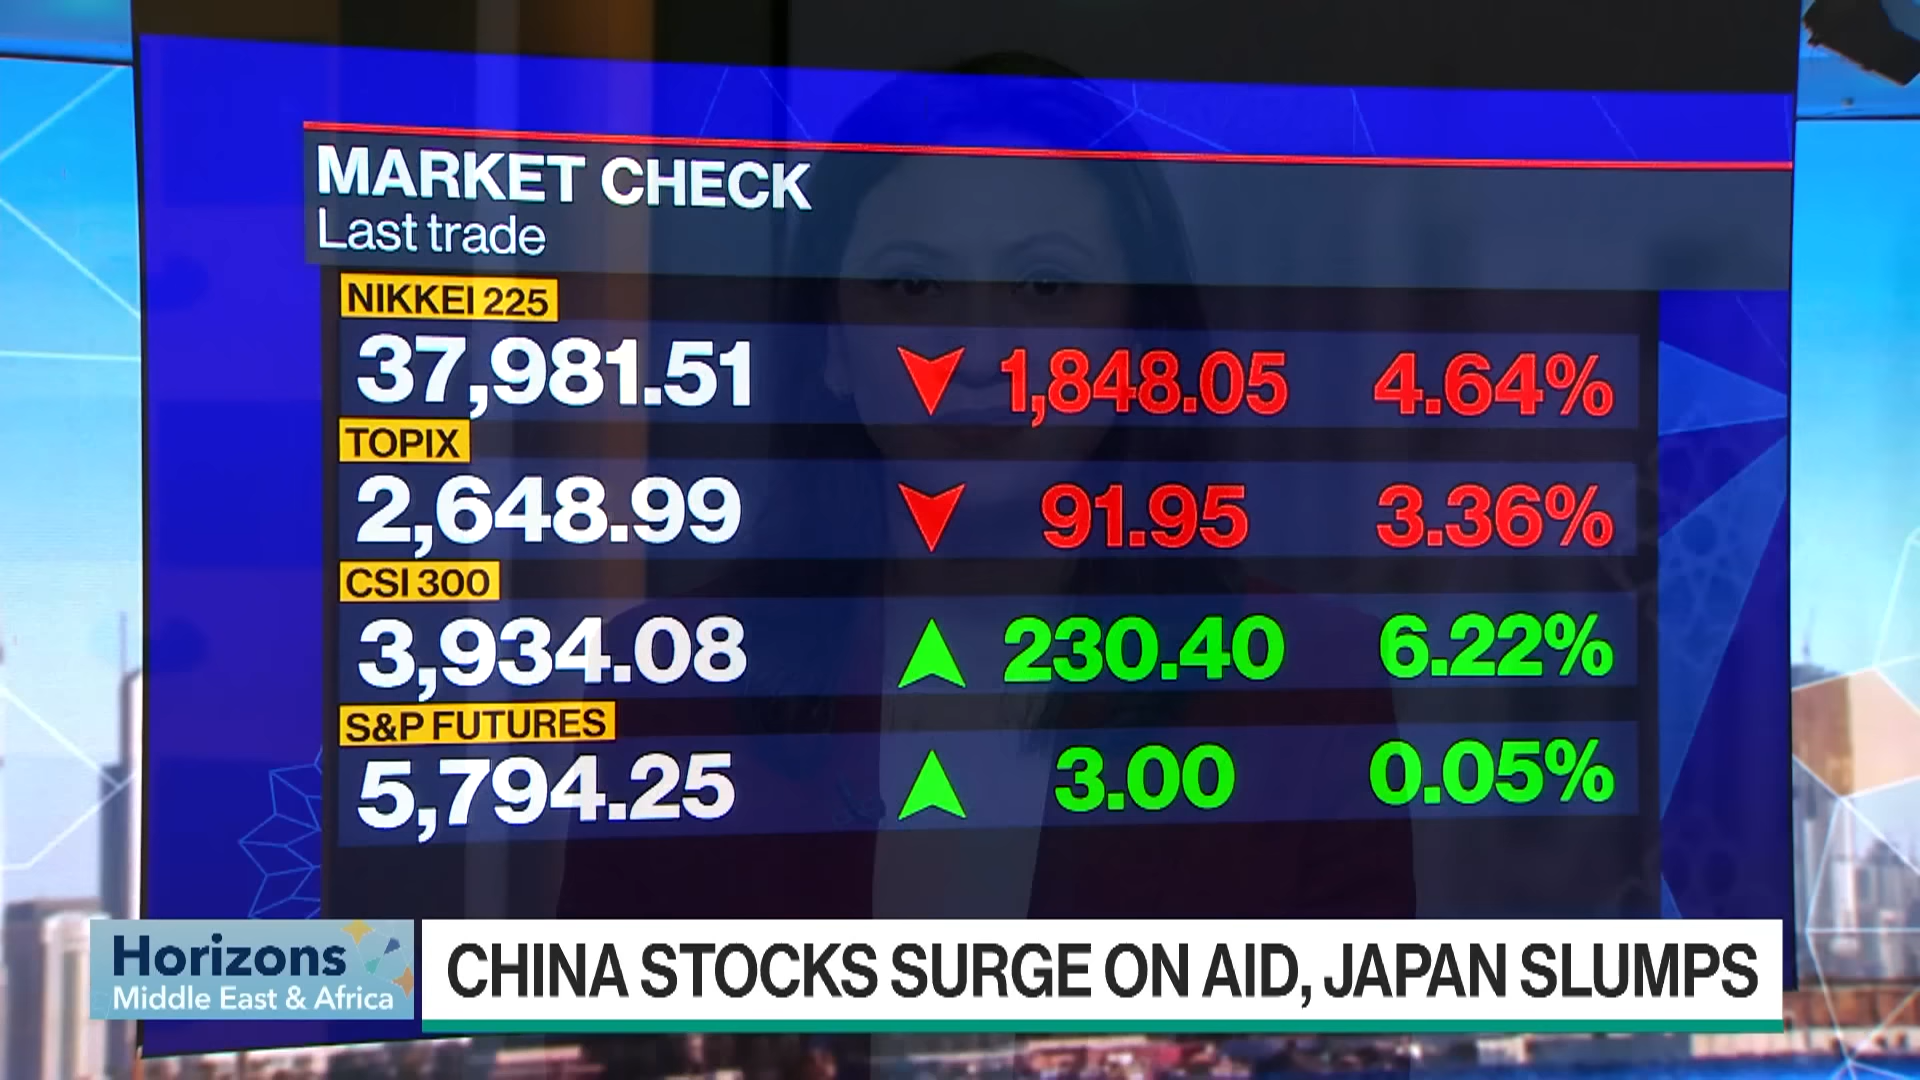 MARKET CHECK
Last trade
NIKKEI 225
37,981.51 1,848.05 4.64%
TOPIX
2,648.99 91.95 3.36%
CSI 300
3,934.08 230.40 6.22%
S&P FUTURES
5,794.25 3.00 0.05%
Horizons
Middle East & Africa
CHINA STOCKS SURGE ON AID, JAPAN SLUMPS